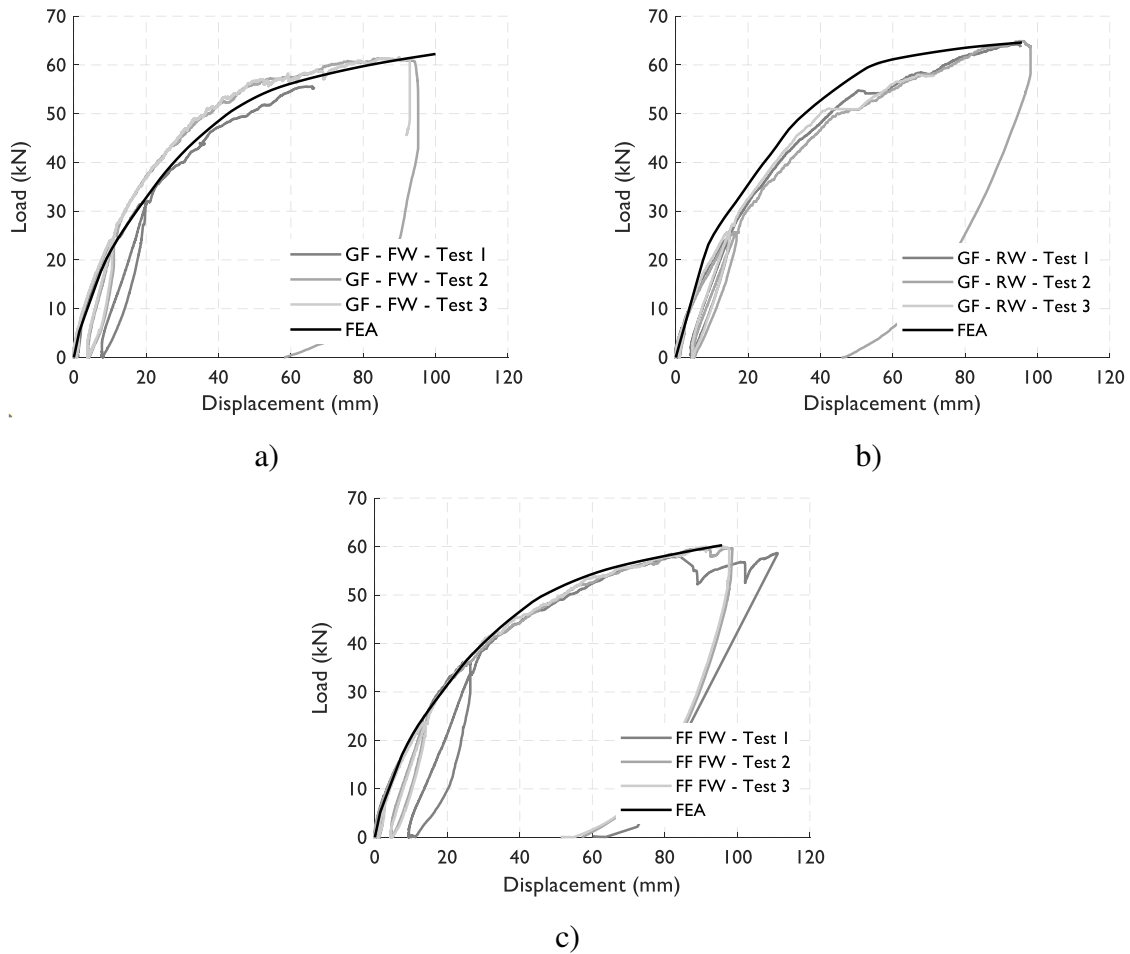 70
60
50
40
30
20
10
0
Load (kN)
GF - FW - Test 1
GF - FW - Test 2
GF - FW - Test 3
FEA
0 20 40 60 80 100 120
Displacement (mm)
a)
70
60
50
40
30
20
10
0
Load (kN)
GF - RW - Test 1
GF - RW - Test 2
GF - RW - Test 3
FEA
0 20 40 60 80 100 120
Displacement (mm)
b)
70
60
50
40
30
20
10
0
Load (kN)
FF FW - Test 1
FF FW - Test 2
FF FW - Test 3
FEA
0 20 40 60 80 100 120
Displacement (mm)
c)